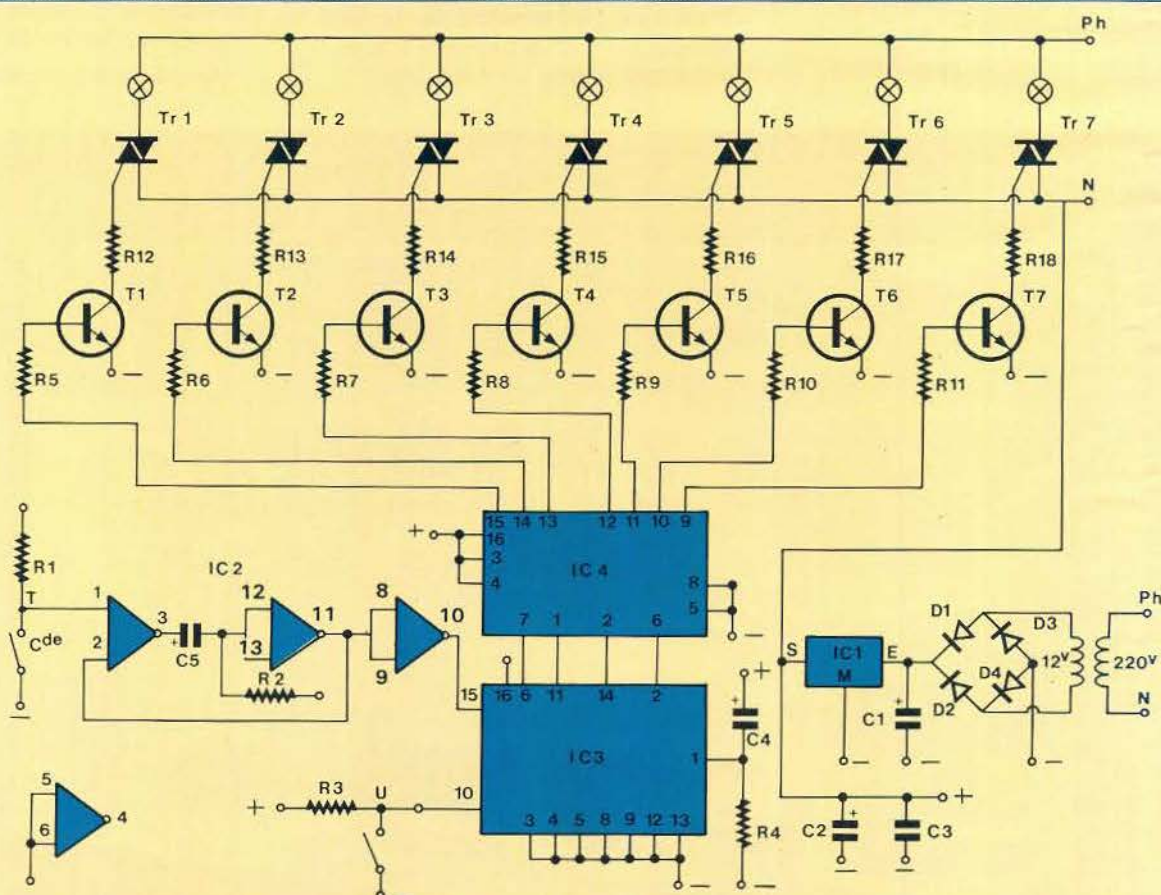 Ph
Tr 1 Tr 2 Tr 3 Tr 4 Tr 5 Tr 6 Tr 7
N
R12 R13 R14 R15 R16 R17 R18
T1 T2 T3 T4 T5 T6 T7
R5 R6 R7 R8 R9 R10 R11
15 14 13 12 11 10 9
+ 16
3
4
IC 4
8
5
—
7 1 2 6
R1
T
Cde
—
IC2
1
2
3
C5
12
13
11
R2
8
9
10
15
16 6 11 14 2
IC3
1
10
3 4 5 8 9 12 13
—
+
C4
R4
—
+ R3 U
5
6
4
S IC1 E
M
—
C1
—
D1 D3
D2 D4
12V
—
Ph
220V
N
C2 C3 +
— —